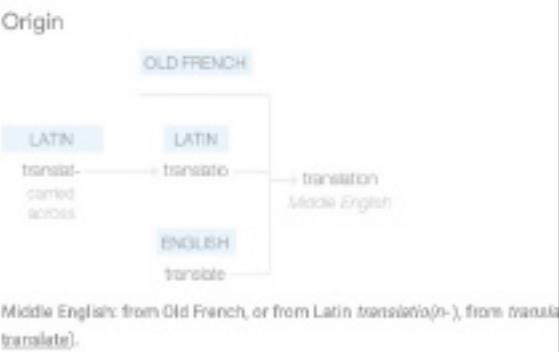 Origin
OLD FRENCH
LATIN LATIN
translat- translatio translation
carried Middle English
across
ENGLISH
translate
Middle English: from Old French, or from Latin translatio(n- ), from
translate).